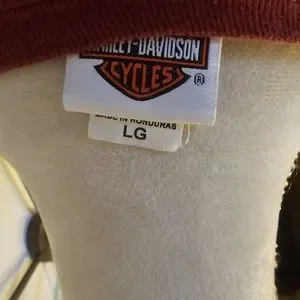 HARLEY-DAVIDSON
CYCLES
®
MADE IN HONDURAS
LG